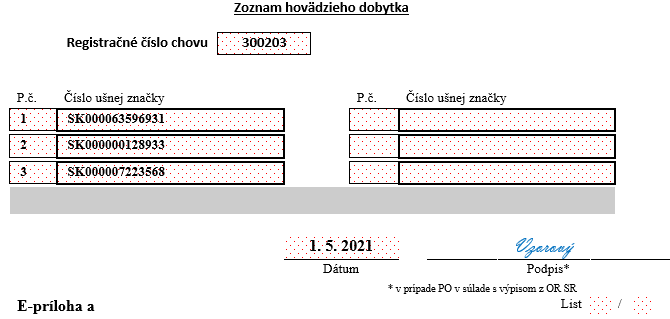 Zoznam hovädzieho dobytka
Registračné číslo chovu 300203
P.č. Číslo ušnej značky P.č. Číslo ušnej značky
1 SK000063596931
2 SK000000128933
3 SK000007223568
1. 5. 2021 Vzorový
Dátum Podpis*
* v prípade PO v súlade s výpisom z OR SR
E-príloha a List /